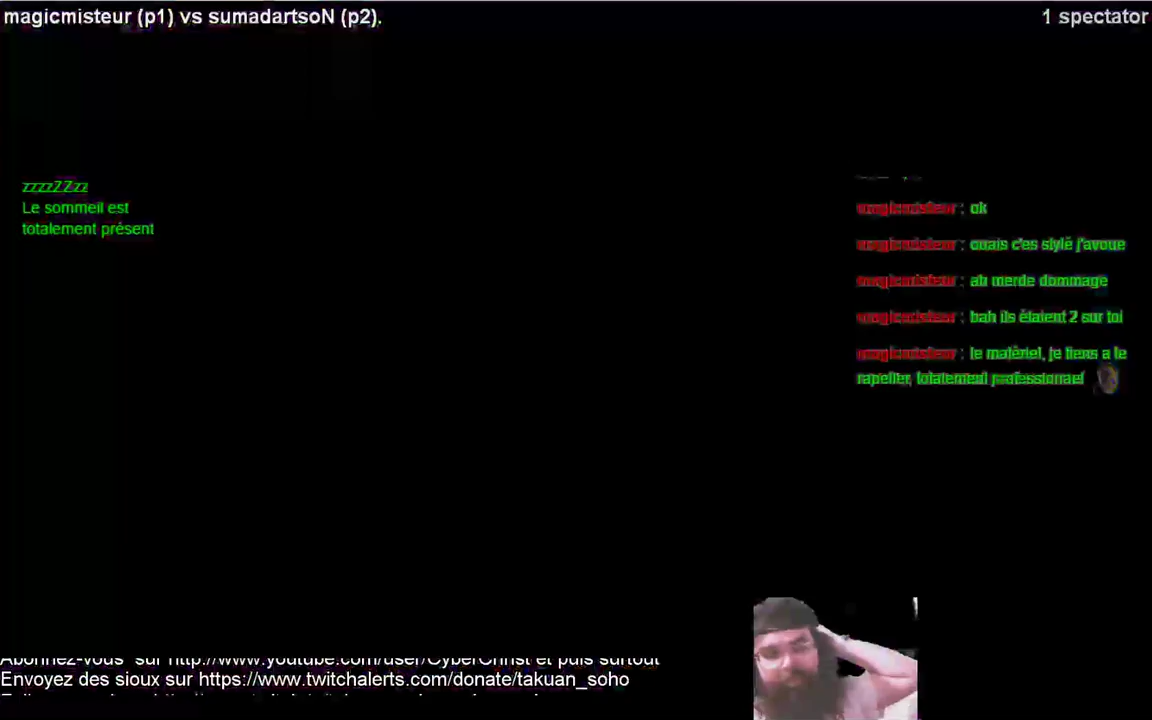 magicmisteur (p1) vs sumadartsoN (p2).
1 spectator
zzzzZZzz
Le sommeil est
totalement présent
magicmisteur : ok
magicmisteur : ouais c'es stylé j'avoue
magicmisteur : ah merde dommage
magicmisteur : bah ils étaient 2 sur toi
magicmisteur : le matériel, je tiens a le
rapeller, totalement
Abonnez-vous sur http://www.youtube.com/user/CyberChrist et puis surtout
Envoyez des sioux sur https://www.twitchalerts.com/donate/takuan_soho